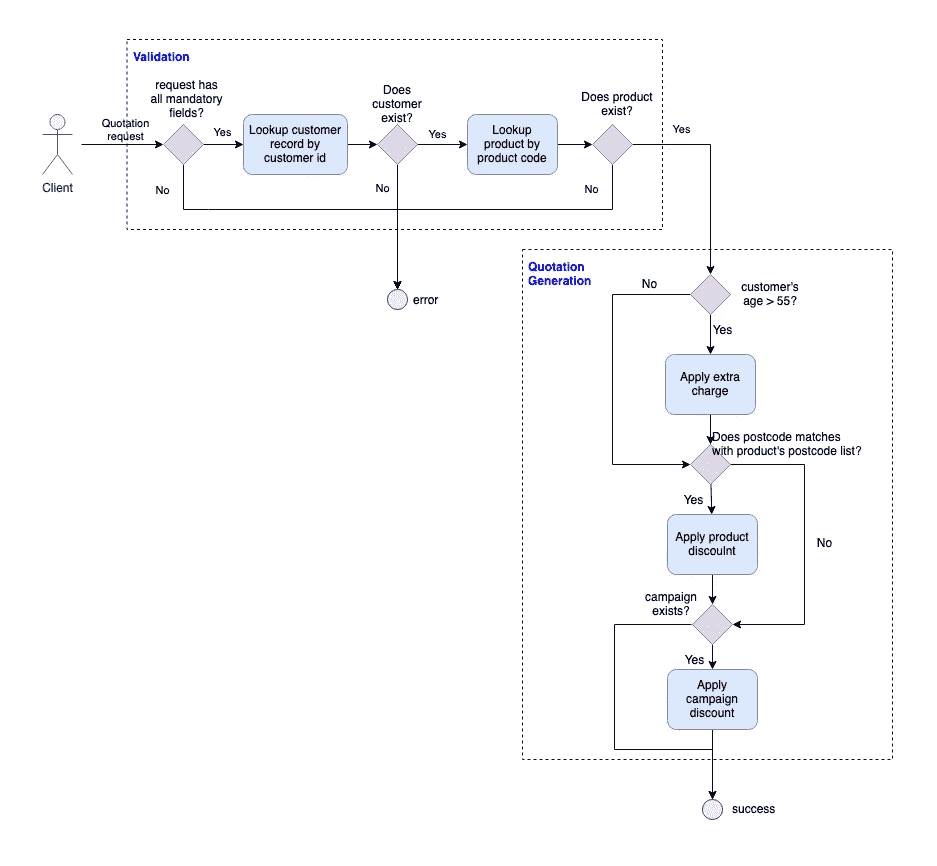 Validation
request has
all mandatory
fields?
Does
customer
exist?
Does product
exist?
Quotation
request
Yes
Lookup customer
record by
customer id
Yes
Lookup
product by
product code
Yes
Client
No
No
No
error
Quotation
Generation
No
customer's
age > 55?
Yes
Apply extra
charge
Does postcode matches
with product's postcode list?
Yes
Apply product
discoulnt
No
campaign
exists?
Yes
Apply
campaign
discount
success